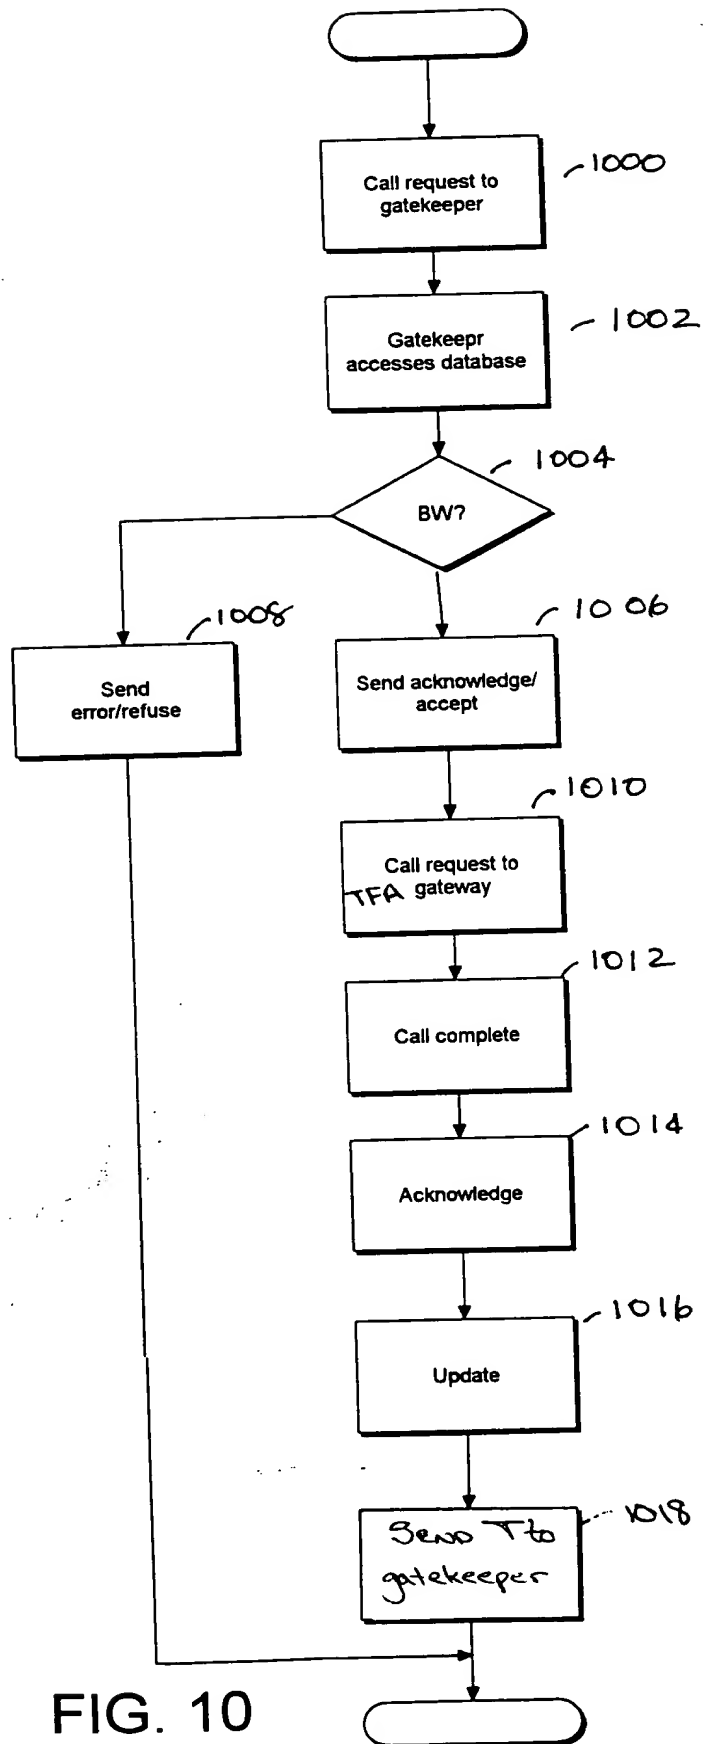 1000
Call request to
gatekeeper
1002
Gatekeepr
accesses database
1004
BW?
1008
Send
error/refuse
1006
Send acknowledge/
accept
1010
Call request to
TFA gateway
1012
Call complete
1014
Acknowledge
1016
Update
1018
Send T to
gatekeeper
FIG. 10